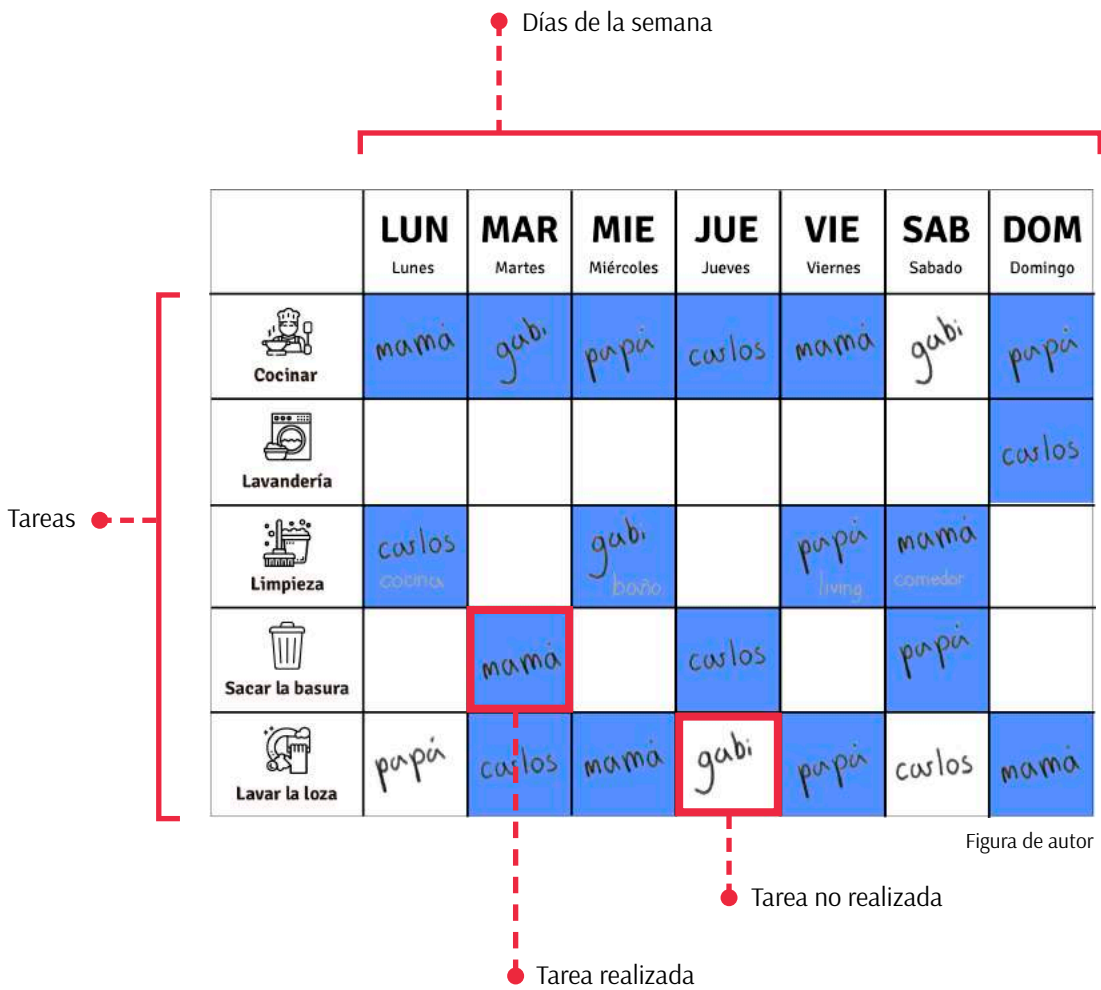 Días de la semana
LUN MAR MIE JUE VIE SAB DOM
Lunes Martes Miércoles Jueves Viernes Sabado Domingo
mamá gabi papá carlos mamá gabi papá
Cocinar
carlos
Lavandería
Tareas
carlos gabi papá mamá
cocina baño living comedor
Limpieza
mamá carlos papá
Sacar la basura
papá carlos mamá gabi papá carlos mamá
Lavar la loza
Figura de autor
Tarea no realizada
Tarea realizada